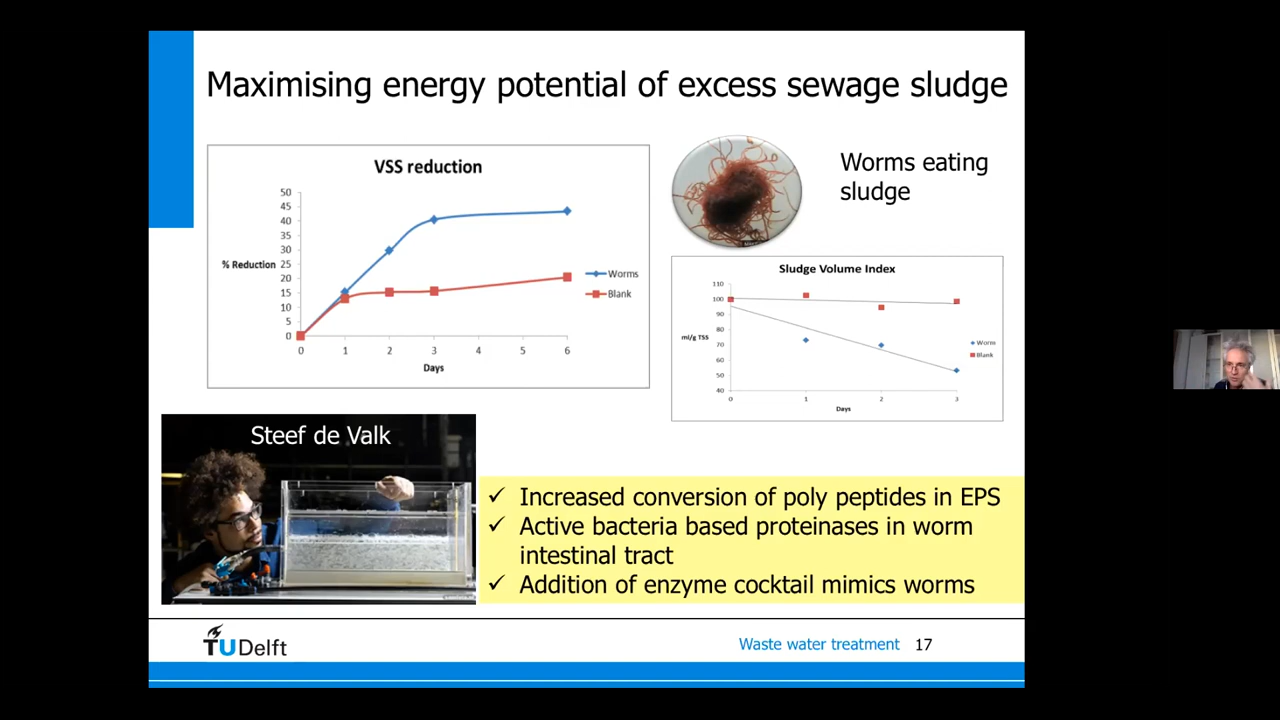 Maximising energy potential of excess sewage sludge
VSS reduction
50
45
40
35
30
25
20
15
10
5
0
% Reduction
0 1 2 3 4 5 6
Days
Worms
Blank
Worms eating
sludge
Sludge Volume Index
110
100
90
80
70
60
50
40
ml/g TSS
0 1 2 3
Days
Worm
Blank
Steef de Valk
✓ Increased conversion of poly peptides in EPS
✓ Active bacteria based proteinases in worm
intestinal tract
✓ Addition of enzyme cocktail mimics worms
TUDelft
Waste water treatment 17